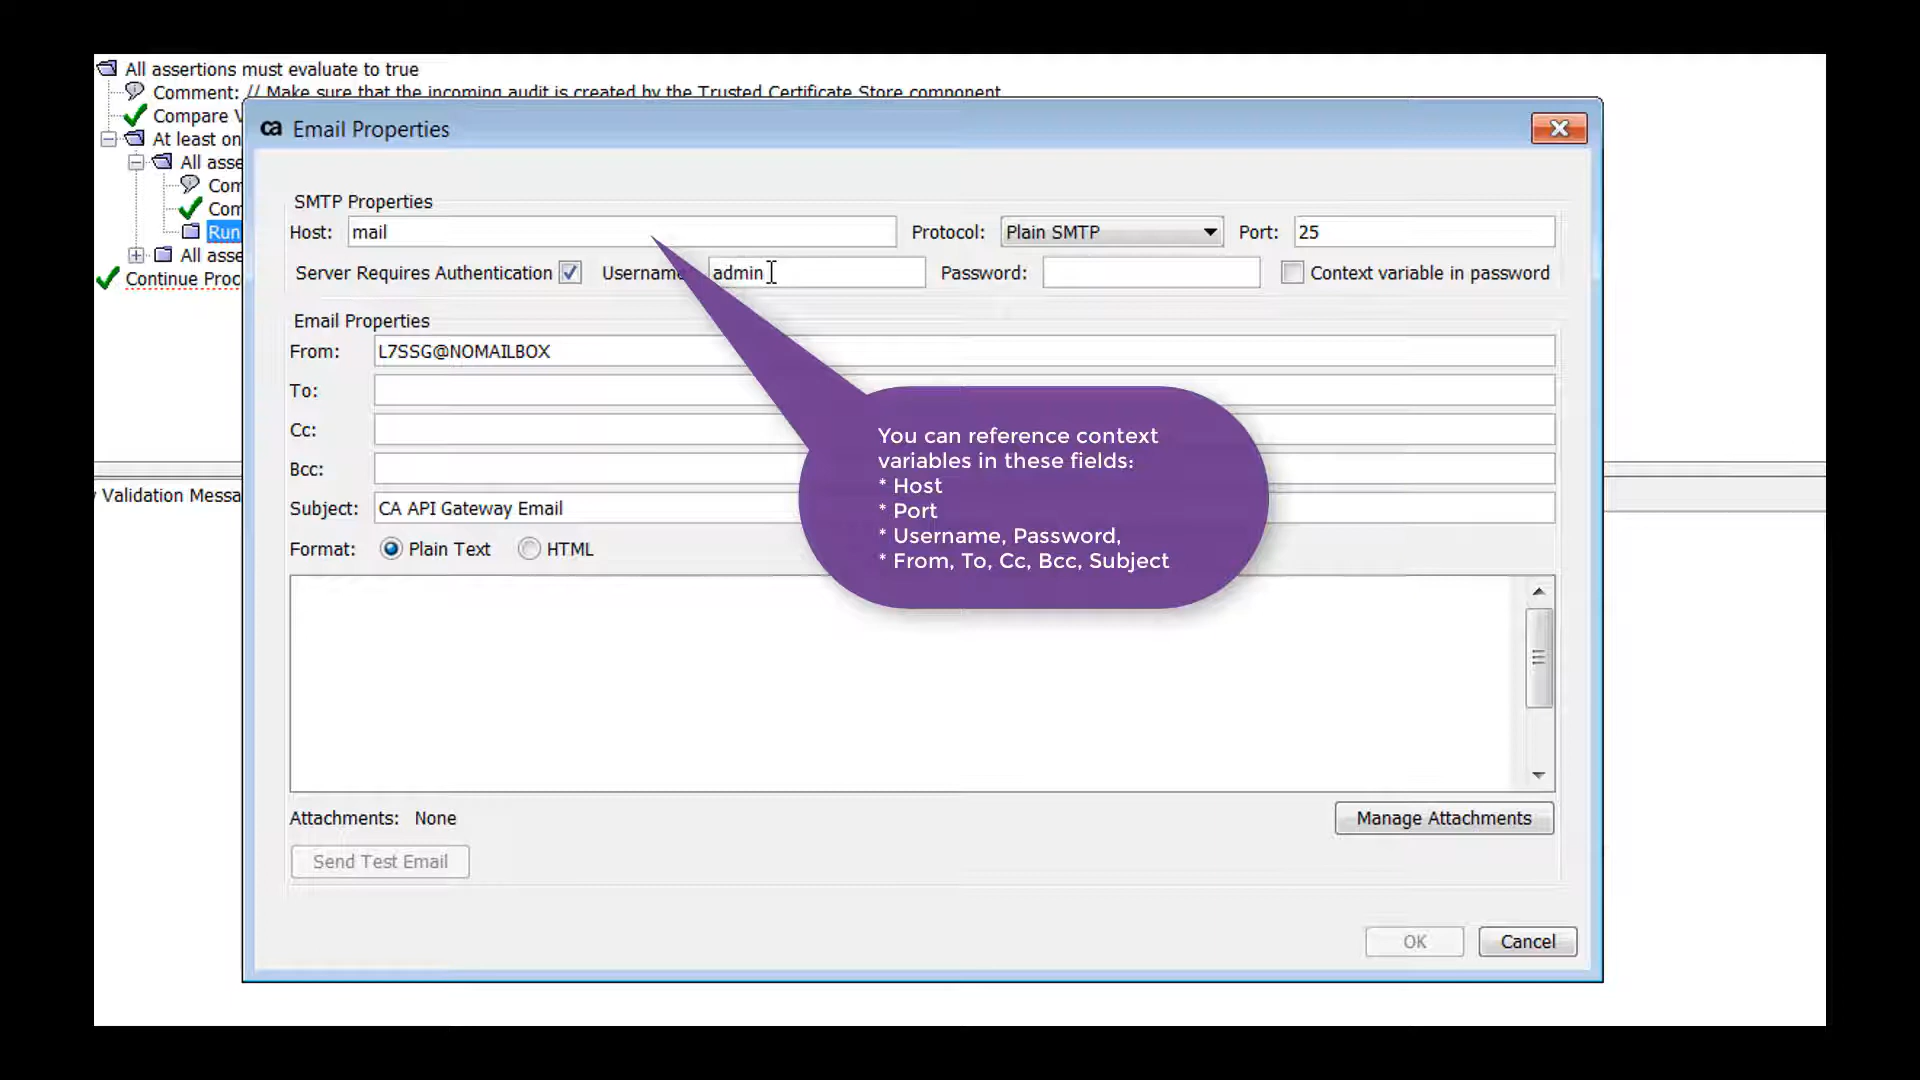 All assertions must evaluate to true
Comment: // Make sure that the incoming audit is created by the Trusted Certificate Store component
Compare V
At least on
All asse
Com
Com
Run
All asse
Continue Proc
Validation Messa
ca Email Properties
SMTP Properties
Host: mail Protocol: Plain SMTP Port: 25
Server Requires Authentication Username: admin Password: Context variable in password
Email Properties
From: L7SSG@NOMAILBOX
To:
Cc:
Bcc:
Subject: CA API Gateway Email
Format: Plain Text HTML
You can reference context
variables in these fields:
* Host
* Port
* Username, Password,
* From, To, Cc, Bcc, Subject
Attachments: None Manage Attachments
Send Test Email
OK Cancel